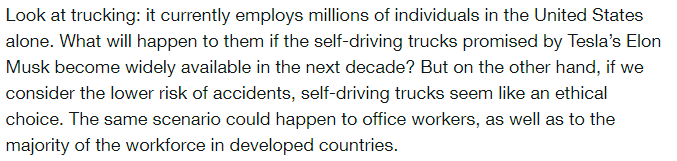 Look at trucking: it currently employs millions of individuals in the United States
alone. What will happen to them if the self-driving trucks promised by Tesla’s Elon
Musk become widely available in the next decade? But on the other hand, if we
consider the lower risk of accidents, self-driving trucks seem like an ethical
choice. The same scenario could happen to office workers, as well as to the
majority of the workforce in developed countries.